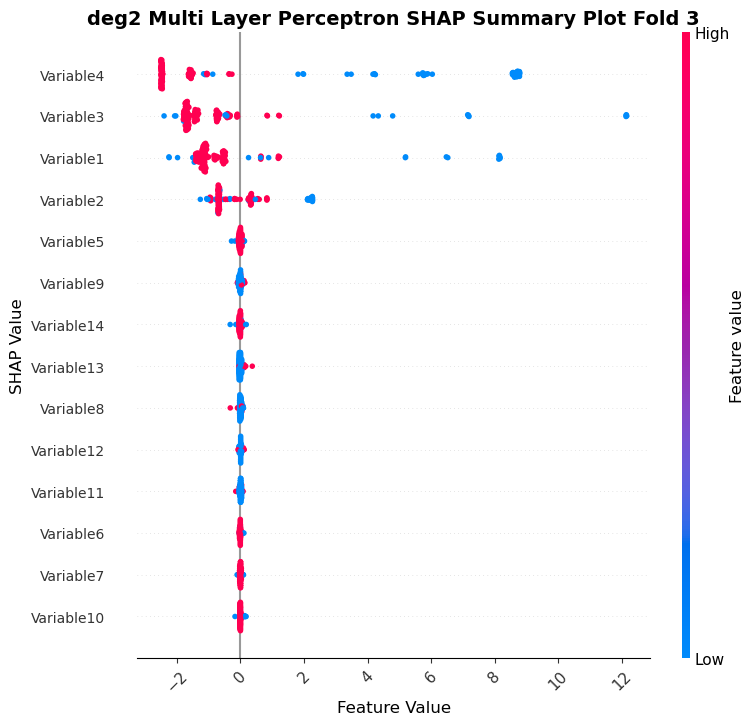 deg2 Multi Layer Perceptron SHAP Summary Plot Fold 3
High
Variable4
Variable3
Variable1
Variable2
Variable5
Variable9
Variable14
Variable13
Variable8
Variable12
Variable11
Variable6
Variable7
Variable10
SHAP Value
Feature value
Low
−2 0 2 4 6 8 10 12
Feature Value